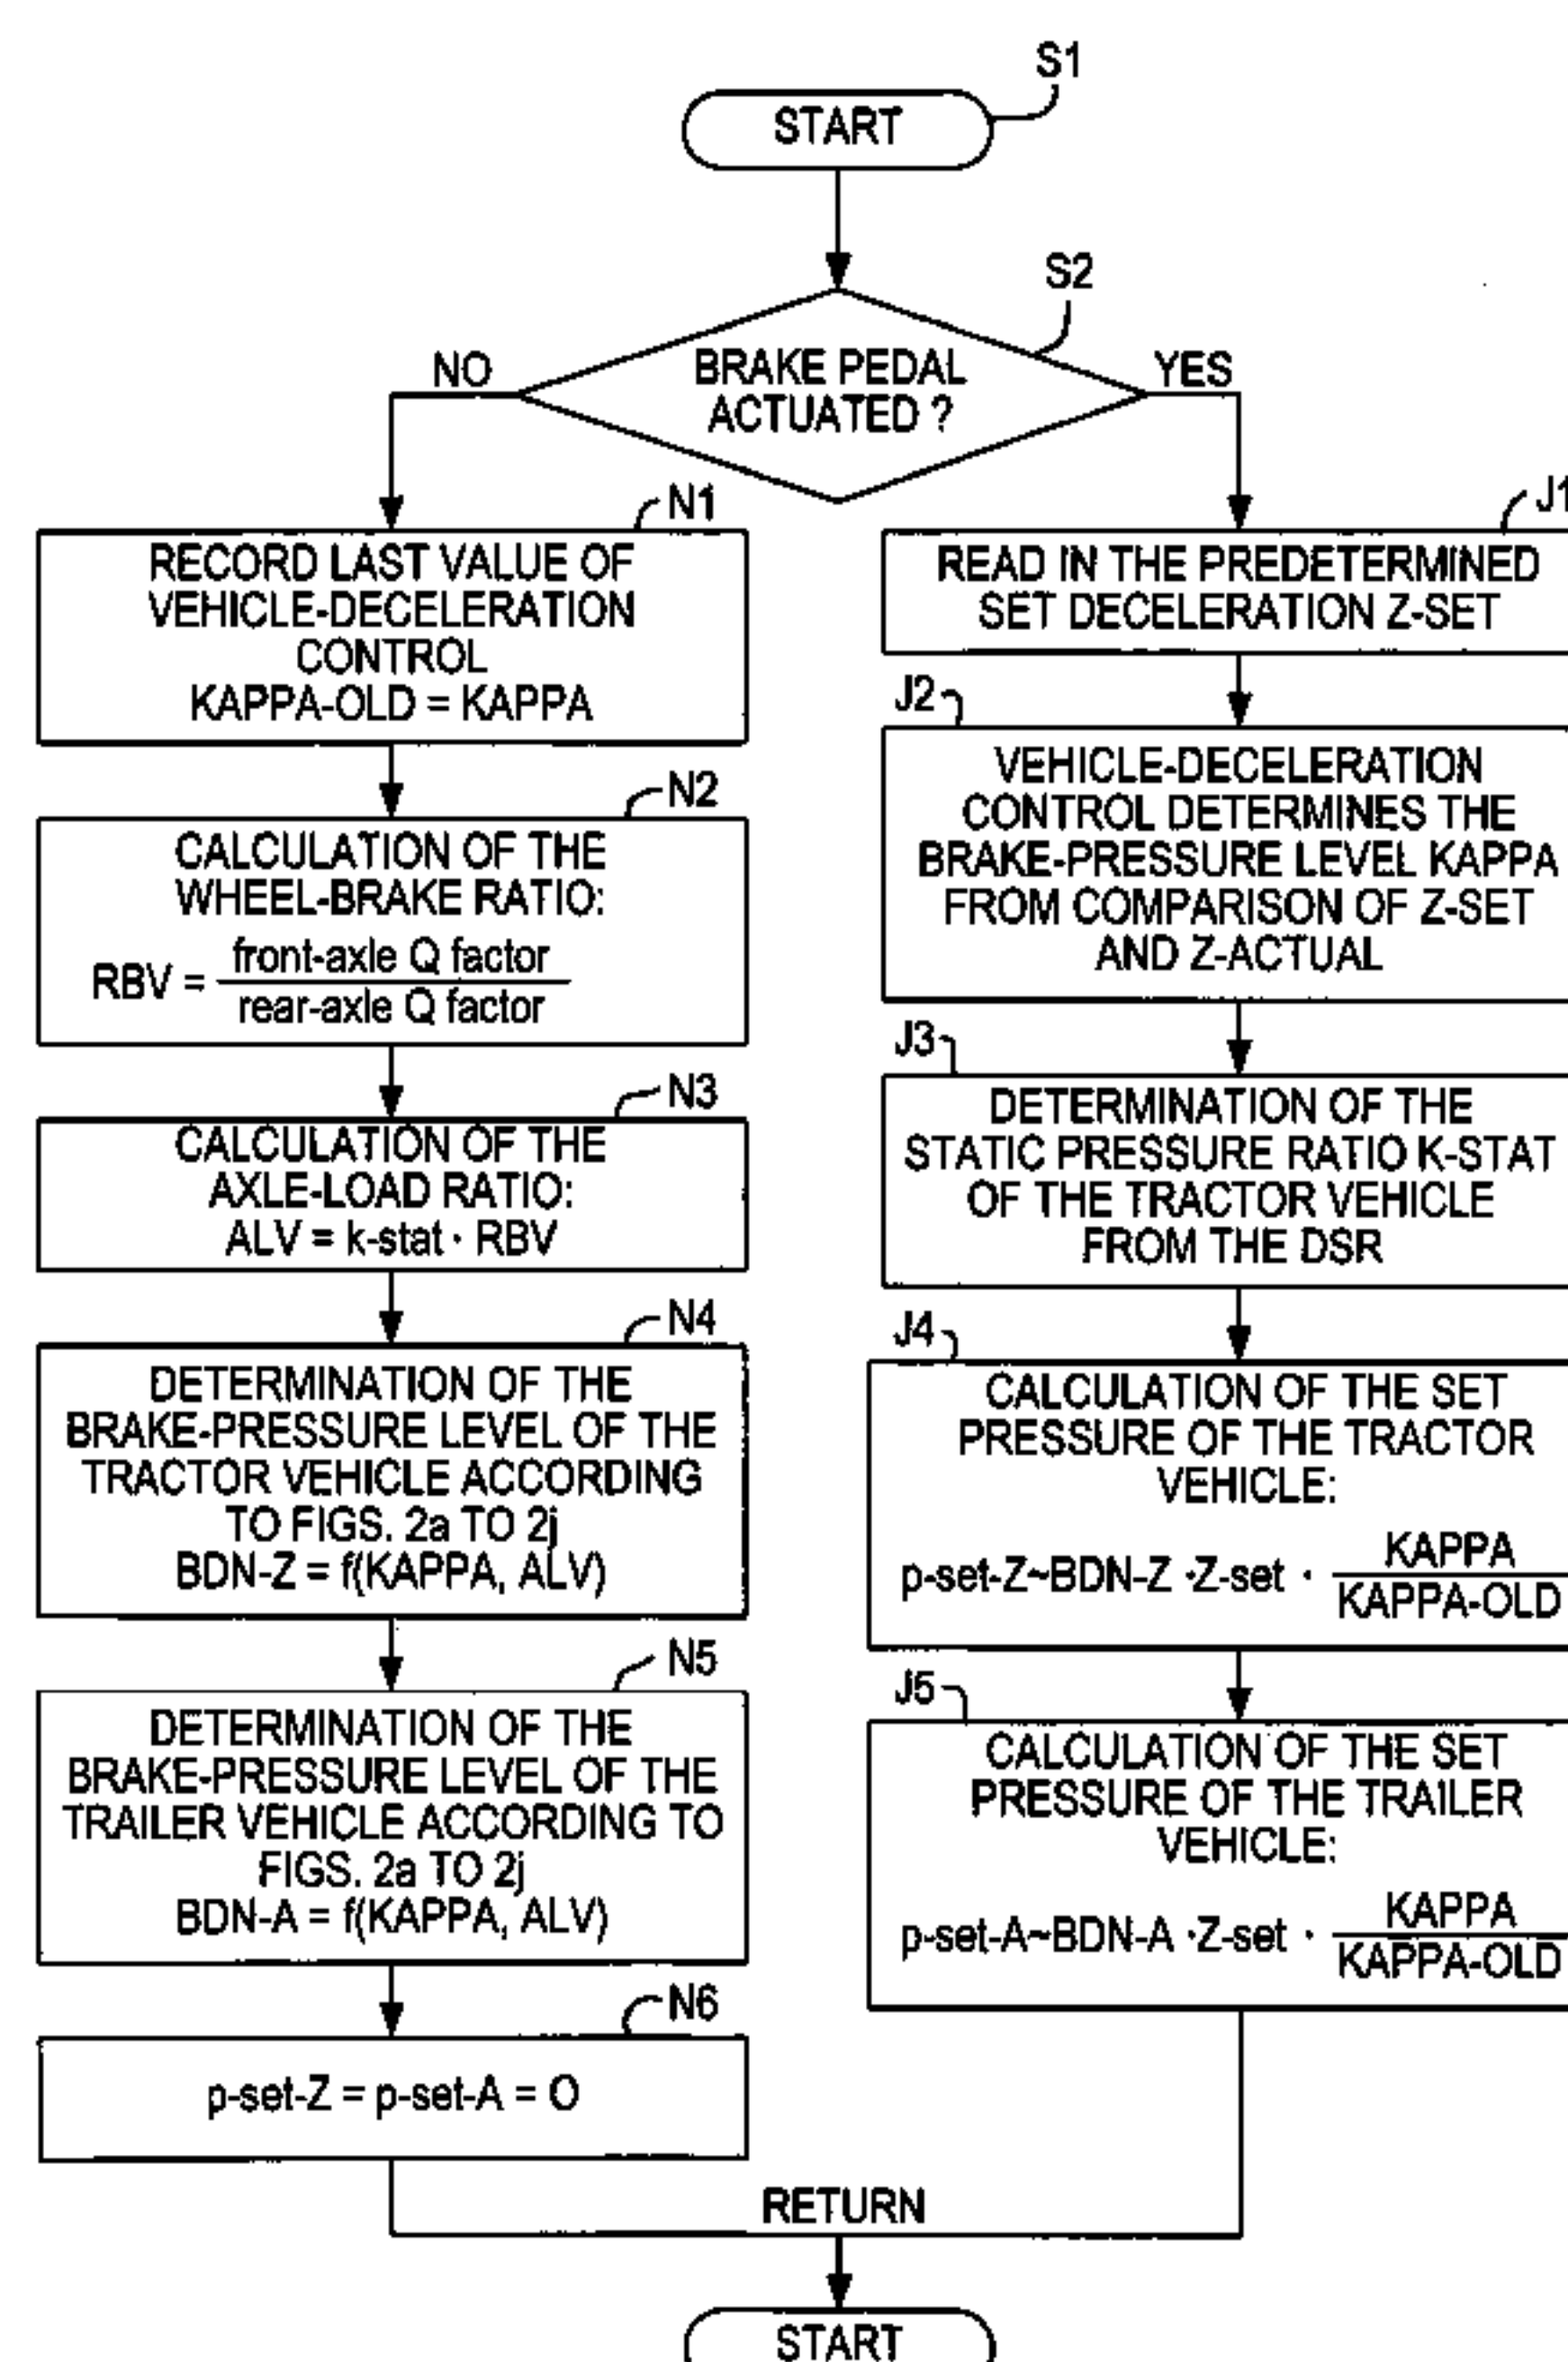 S1
START
S2
BRAKE PEDAL
ACTUATED ?
NO
YES
N1
RECORD LAST VALUE OF
VEHICLE-DECELERATION
CONTROL
KAPPA-OLD = KAPPA
N2
CALCULATION OF THE
WHEEL-BRAKE RATIO:
RBV = front-axle Q factor
rear-axle Q factor
N3
CALCULATION OF THE
AXLE-LOAD RATIO:
ALV = k-stat · RBV
N4
DETERMINATION OF THE
BRAKE-PRESSURE LEVEL OF THE
TRACTOR VEHICLE ACCORDING
TO FIGS. 2a TO 2j
BDN-Z = f(KAPPA, ALV)
N5
DETERMINATION OF THE
BRAKE-PRESSURE LEVEL OF THE
TRAILER VEHICLE ACCORDING TO
FIGS. 2a TO 2j
BDN-A = f(KAPPA, ALV)
N6
p-set-Z = p-set-A = O
J1
READ IN THE PREDETERMINED
SET DECELERATION Z-SET
J2
VEHICLE-DECELERATION
CONTROL DETERMINES THE
BRAKE-PRESSURE LEVEL KAPPA
FROM COMPARISON OF Z-SET
AND Z-ACTUAL
J3
DETERMINATION OF THE
STATIC PRESSURE RATIO K-STAT
OF THE TRACTOR VEHICLE
FROM THE DSR
J4
CALCULATION OF THE SET
PRESSURE OF THE TRACTOR
VEHICLE:
p-set-Z~BDN-Z ·Z-set · KAPPA
KAPPA-OLD
J5
CALCULATION OF THE SET
PRESSURE OF THE TRAILER
VEHICLE:
p-set-A~BDN-A ·Z-set · KAPPA
KAPPA-OLD
RETURN
START